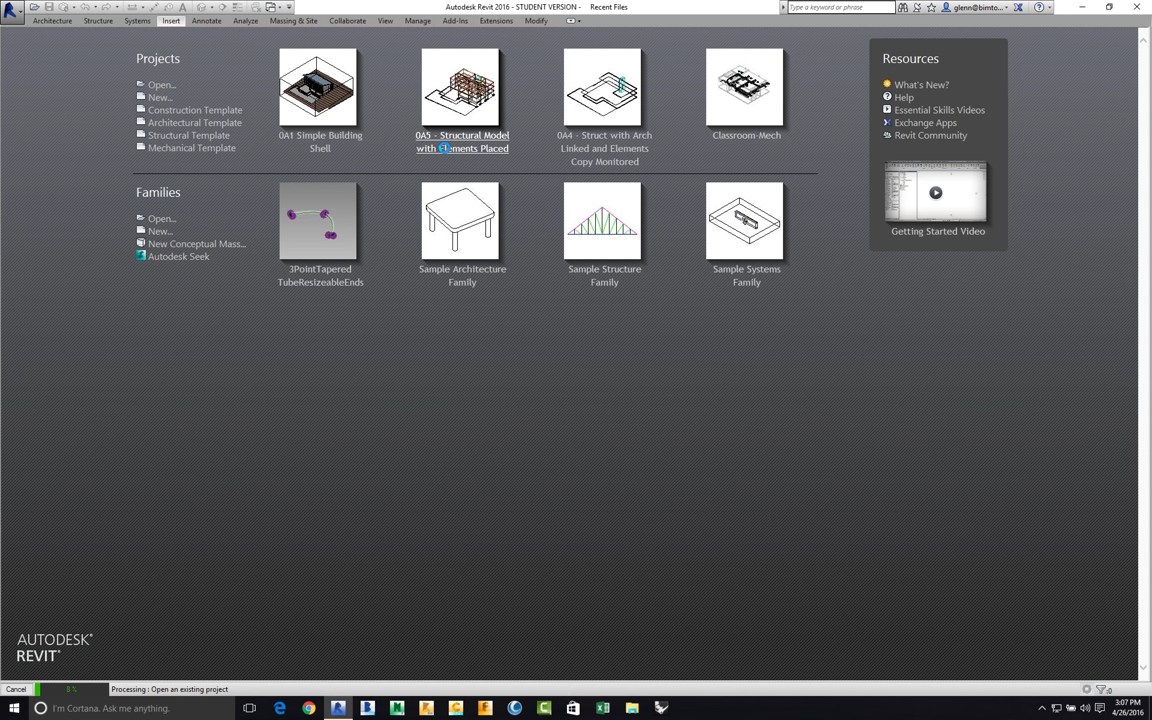 Autodesk Revit 2016 - STUDENT VERSION - Recent Files
Type a keyword or phrase
glenn@bimto...
Architecture Structure Systems Insert Annotate Analyze Massing & Site Collaborate View Manage Add-Ins Extensions Modify
Projects
Open...
New...
Construction Template
Architectural Template
Structural Template
Mechanical Template
0A1 Simple Building
Shell
0A5 - Structural Model
with Elements Placed
0A4 - Struct with Arch
Linked and Elements
Copy Monitored
Classroom-Mech
Resources
What's New?
Help
Essential Skills Videos
Exchange Apps
Revit Community
Getting Started Video
Families
Open...
New...
New Conceptual Mass...
Autodesk Seek
3PointTapered
TubeResizeableEnds
Sample Architecture
Family
Sample Structure
Family
Sample Systems
Family
AUTODESK®
REVIT®
Cancel 8 % Processing : Open an existing project :0
I'm Cortana. Ask me anything.
3:07 PM
4/26/2016